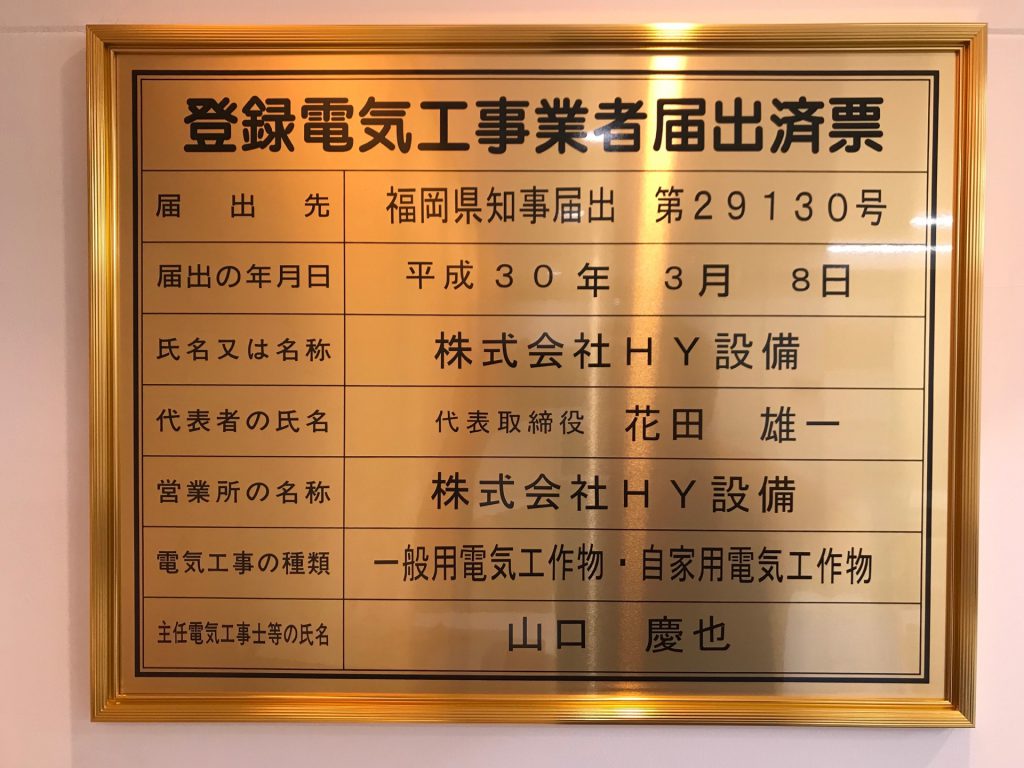 登録電気工事業者届出済票
届出先 福岡県知事届出 第29130号
届出の年月日 平成30年 3月 8日
氏名又は名称 株式会社HY設備
代表者の氏名 代表取締役 花田 雄一
営業所の名称 株式会社HY設備
電気工事の種類 一般用電気工作物・自家用電気工作物
主任電気工事士等の氏名 山口 慶也